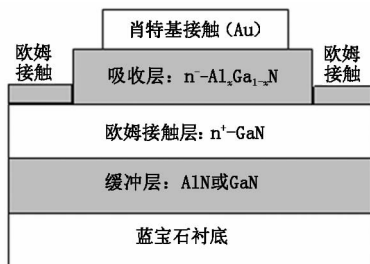 肖特基接触(Au)
欧姆
接触
欧姆
接触
吸收层:n⁻-AlₓGa₁₋ₓN
欧姆接触层:n⁺-GaN
缓冲层:AlN或GaN
蓝宝石衬底